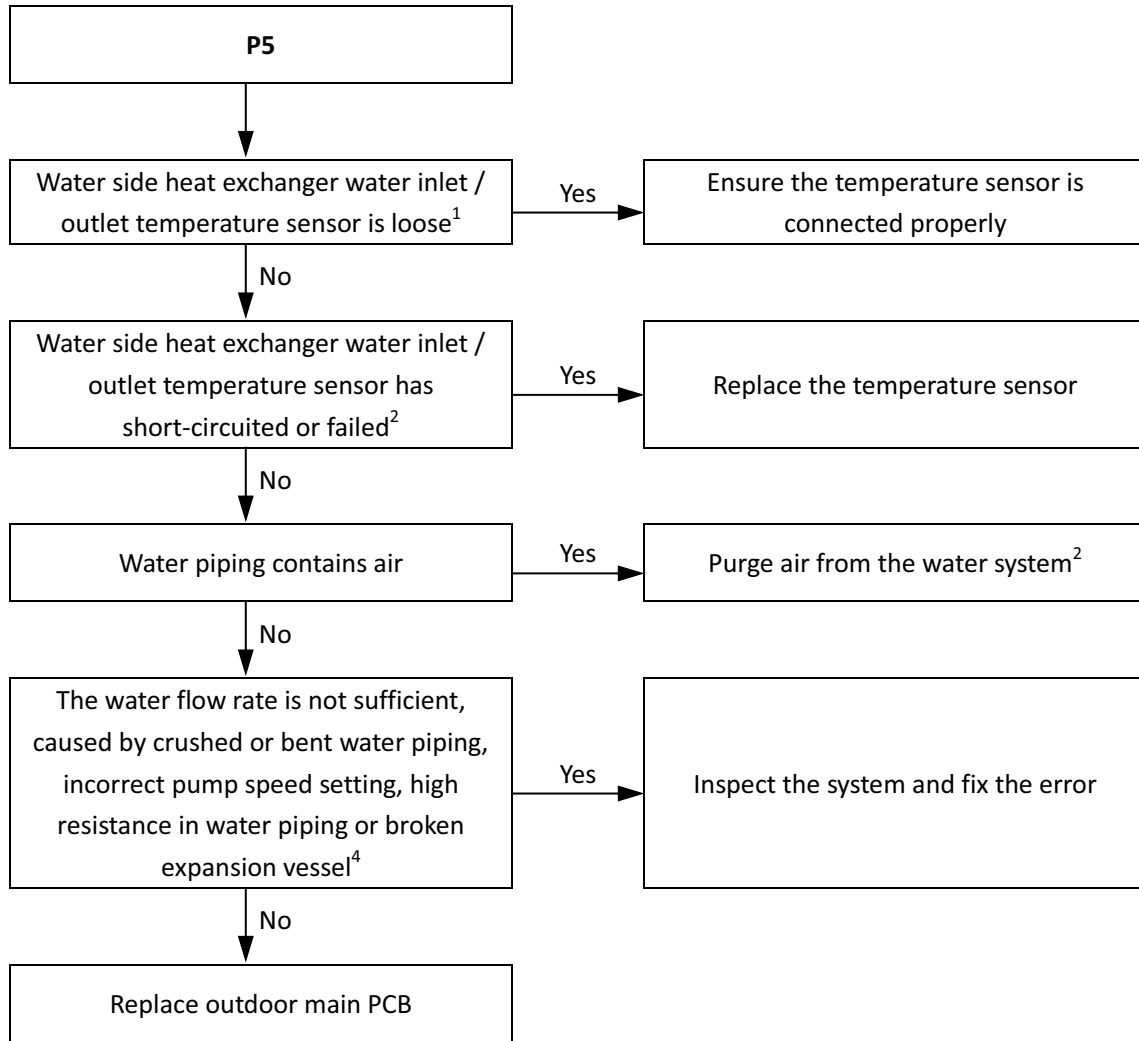 P5
Water side heat exchanger water inlet /
outlet temperature sensor is loose1
Yes
Ensure the temperature sensor is
connected properly
No
Water side heat exchanger water inlet /
outlet temperature sensor has
short-circuited or failed2
Yes
Replace the temperature sensor
No
Water piping contains air
Yes
Purge air from the water system2
No
The water flow rate is not sufficient,
caused by crushed or bent water piping,
incorrect pump speed setting, high
resistance in water piping or broken
expansion vessel4
Yes
Inspect the system and fix the error
No
Replace outdoor main PCB